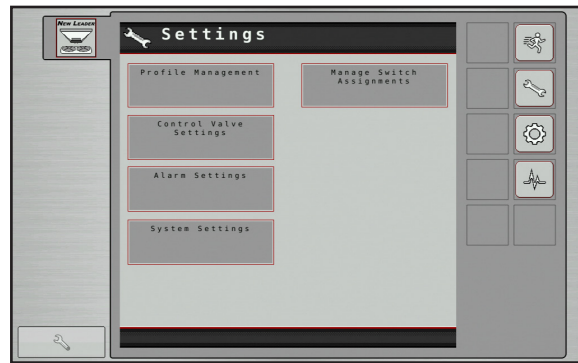 New Leader
Settings
Profile Management
Manage Switch
Assignments
Control Valve
Settings
Alarm Settings
System Settings